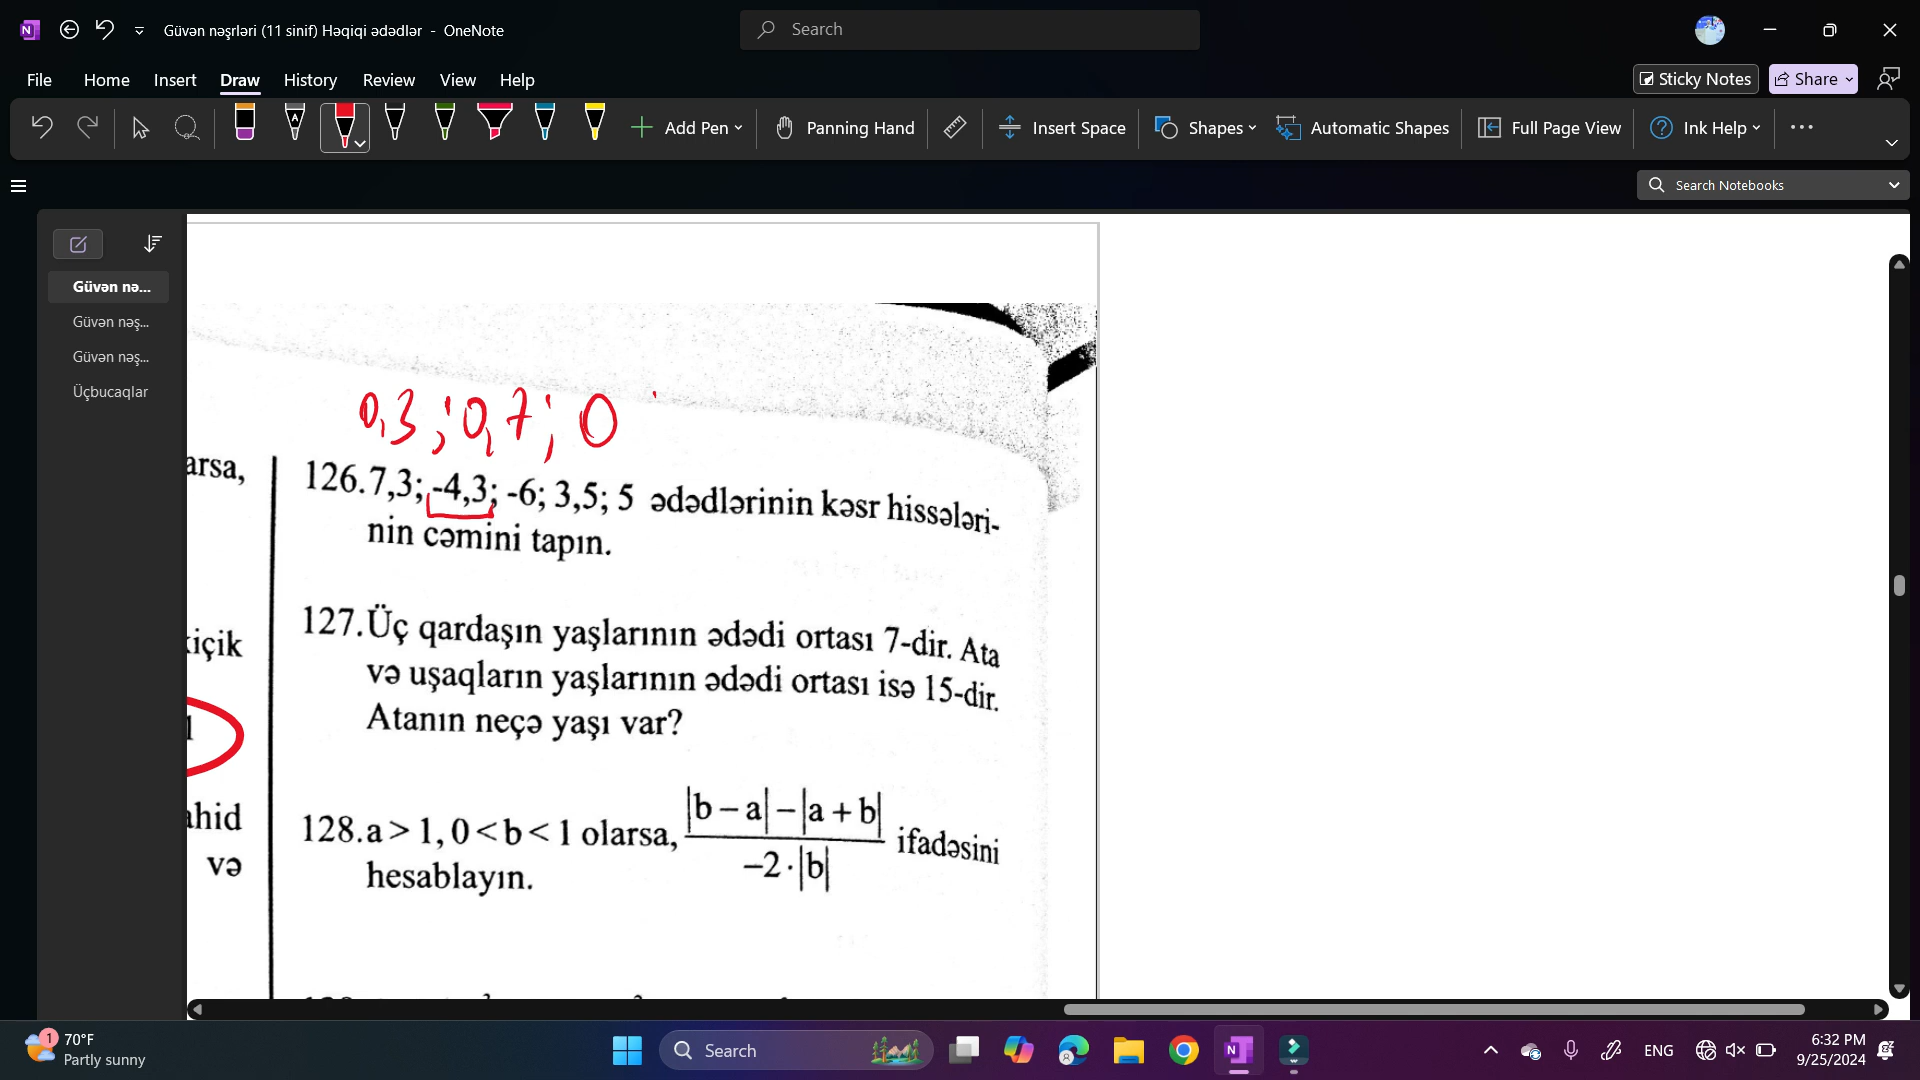 Güvən nəşrləri (11 sinif) Həqiqi ədədlər - OneNote
Search
File Home Insert Draw History Review View Help
Sticky Notes
Share
Add Pen
Panning Hand
Insert Space
Shapes
Automatic Shapes
Full Page View
Ink Help
Search Notebooks
Güvən nə...
Güvən nəş...
Güvən nəş...
Üçbucaqlar
0,3; 0,7; 0
arsa,
126. 7,3; -4,3; -6; 3,5; 5 ədədlərinin kəsr hissələri-
nin cəmini tapın.
127. Üç qardaşın yaşlarının ədədi ortası 7-dir. Ata
və uşaqların yaşlarının ədədi ortası isə 15-dir.
Atanın neçə yaşı var?
içik
1
128. a > 1, 0 < b < 1 olarsa, |b – a| – |a + b| / –2 · |b| ifadəsini
hesablayın.
ahid
və
1
70°F
Partly sunny
Search
ENG
6:32 PM
9/25/2024